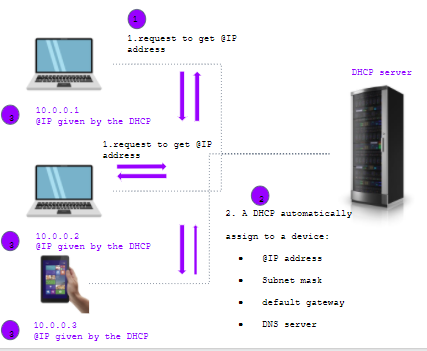 1
1.request to get @IP
address
DHCP server
10.0.0.1
3
@IP given by the DHCP
1.request to get @IP
address
2
2. A DHCP automatically
assign to a device:
10.0.0.2
3
@IP given by the DHCP
• @IP address
• Subnet mask
• default gateway
• DNS server
10.0.0.3
3
@IP given by the DHCP